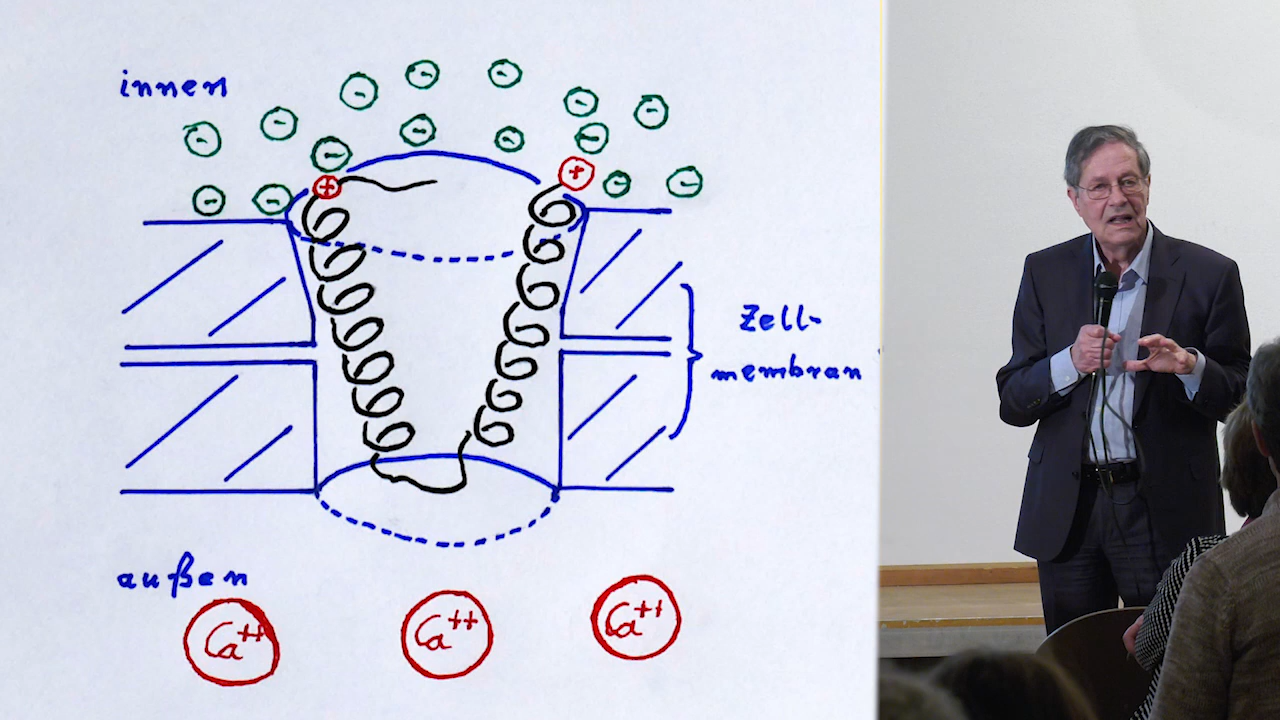 innen
- - -
- -
- - - - - -
-
+
+ -
- -
-
Zell-
membran
außen
Ca++ Ca++ Ca++